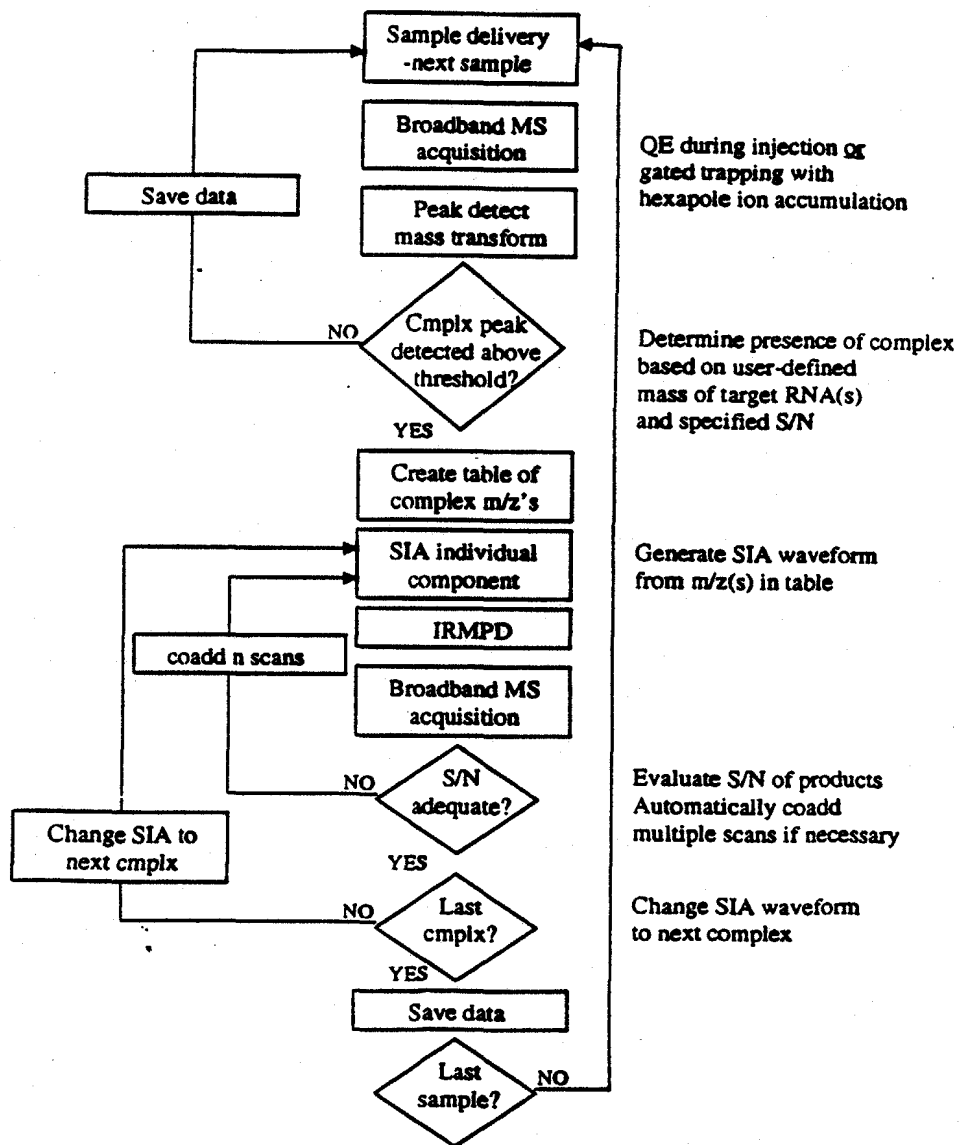 Sample delivery
-next sample
Broadband MS
acquisition
QE during injection or
gated trapping with
hexapole ion accumulation
Save data
Peak detect
mass transform
NO
Cmplx peak
detected above
threshold?
Determine presence of complex
based on user-defined
mass of target RNA(s)
and specified S/N
YES
Create table of
complex m/z's
SIA individual
component
Generate SIA waveform
from m/z(s) in table
IRMPD
coadd n scans
Broadband MS
acquisition
NO
S/N
adequate?
Evaluate S/N of products
Automatically coadd
multiple scans if necessary
Change SIA to
next cmplx
YES
NO
Last
cmplx?
Change SIA waveform
to next complex
YES
Save data
Last
sample?
NO